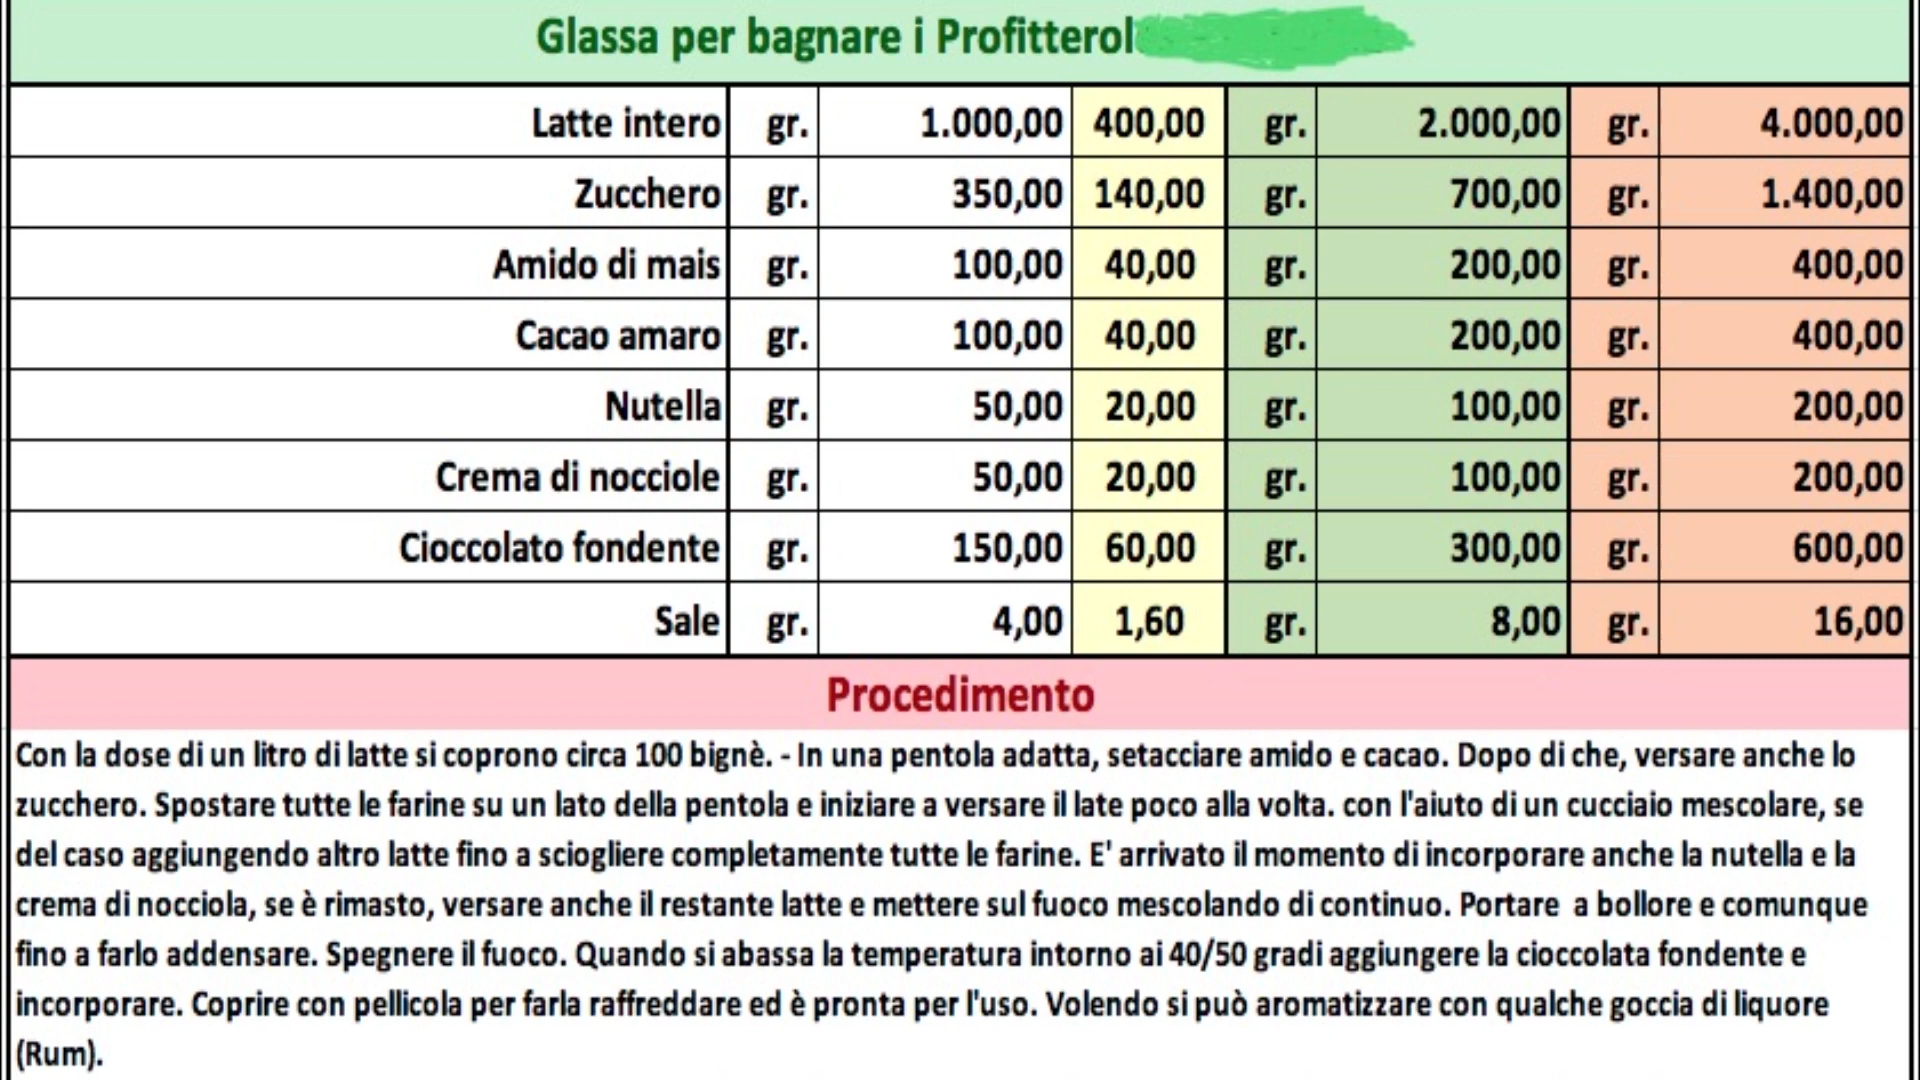 Glassa per bagnare i Profitterol
Latte intero gr. 1.000,00 400,00 gr. 2.000,00 gr. 4.000,00
Zucchero gr. 350,00 140,00 gr. 700,00 gr. 1.400,00
Amido di mais gr. 100,00 40,00 gr. 200,00 gr. 400,00
Cacao amaro gr. 100,00 40,00 gr. 200,00 gr. 400,00
Nutella gr. 50,00 20,00 gr. 100,00 gr. 200,00
Crema di nocciole gr. 50,00 20,00 gr. 100,00 gr. 200,00
Cioccolato fondente gr. 150,00 60,00 gr. 300,00 gr. 600,00
Sale gr. 4,00 1,60 gr. 8,00 gr. 16,00
Procedimento
Con la dose di un litro di latte si coprono circa 100 bignè. - In una pentola adatta, setacciare amido e cacao. Dopo di che, versare anche lo
zucchero. Spostare tutte le farine su un lato della pentola e iniziare a versare il late poco alla volta. con l'aiuto di un cucciaio mescolare, se
del caso aggiungendo altro latte fino a sciogliere completamente tutte le farine. E' arrivato il momento di incorporare anche la nutella e la
crema di nocciola, se è rimasto, versare anche il restante latte e mettere sul fuoco mescolando di continuo. Portare a bollore e comunque
fino a farlo addensare. Spegnere il fuoco. Quando si abassa la temperatura intorno ai 40/50 gradi aggiungere la cioccolata fondente e
incorporare. Coprire con pellicola per farla raffreddare ed è pronta per l'uso. Volendo si può aromatizzare con qualche goccia di liquore
(Rum).